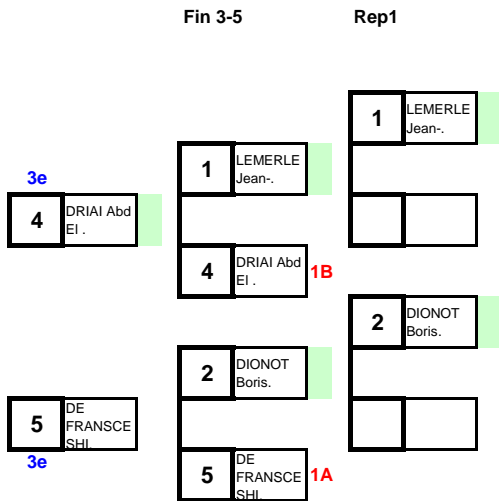 Fin 3-5 Rep1
1 LEMERLE
Jean-.
1 LEMERLE
Jean-.
3e
4 DRIAI Abd
El .
4 DRIAI Abd
El . 1B
2 DIONOT
Boris.
2 DIONOT
Boris.
5 DE
FRANSCE
SHI.
3e
5 DE
FRANSCE
SHI. 1A